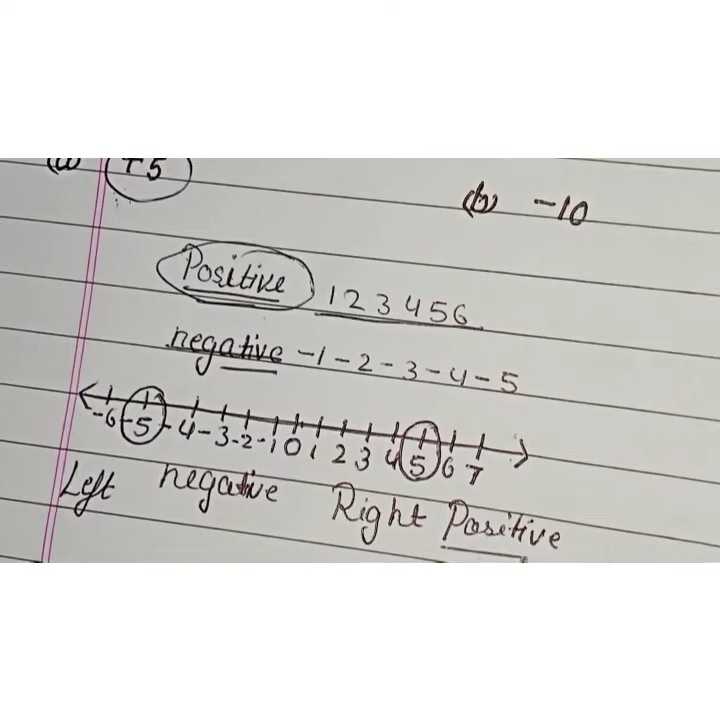 (a) +5
(b) -10
Positive 1 2 3 4 5 6
negative -1 -2 -3 -4 -5
-6 -5 -4 -3 -2 -1 0 1 2 3 4 5 6 7
Left negative Right Positive